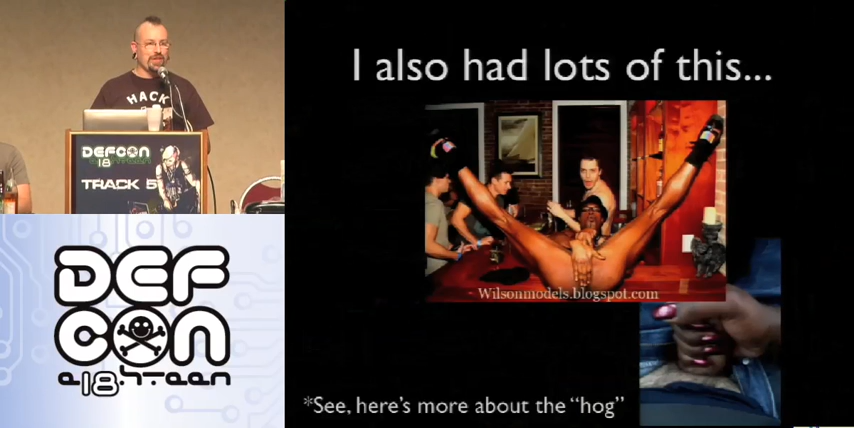 HACK
DEFCON
18
TRACK 5
DEF
CON
I also had lots of this...
Wilsonmodels.blogspot.com
*See, here's more about the "hog"